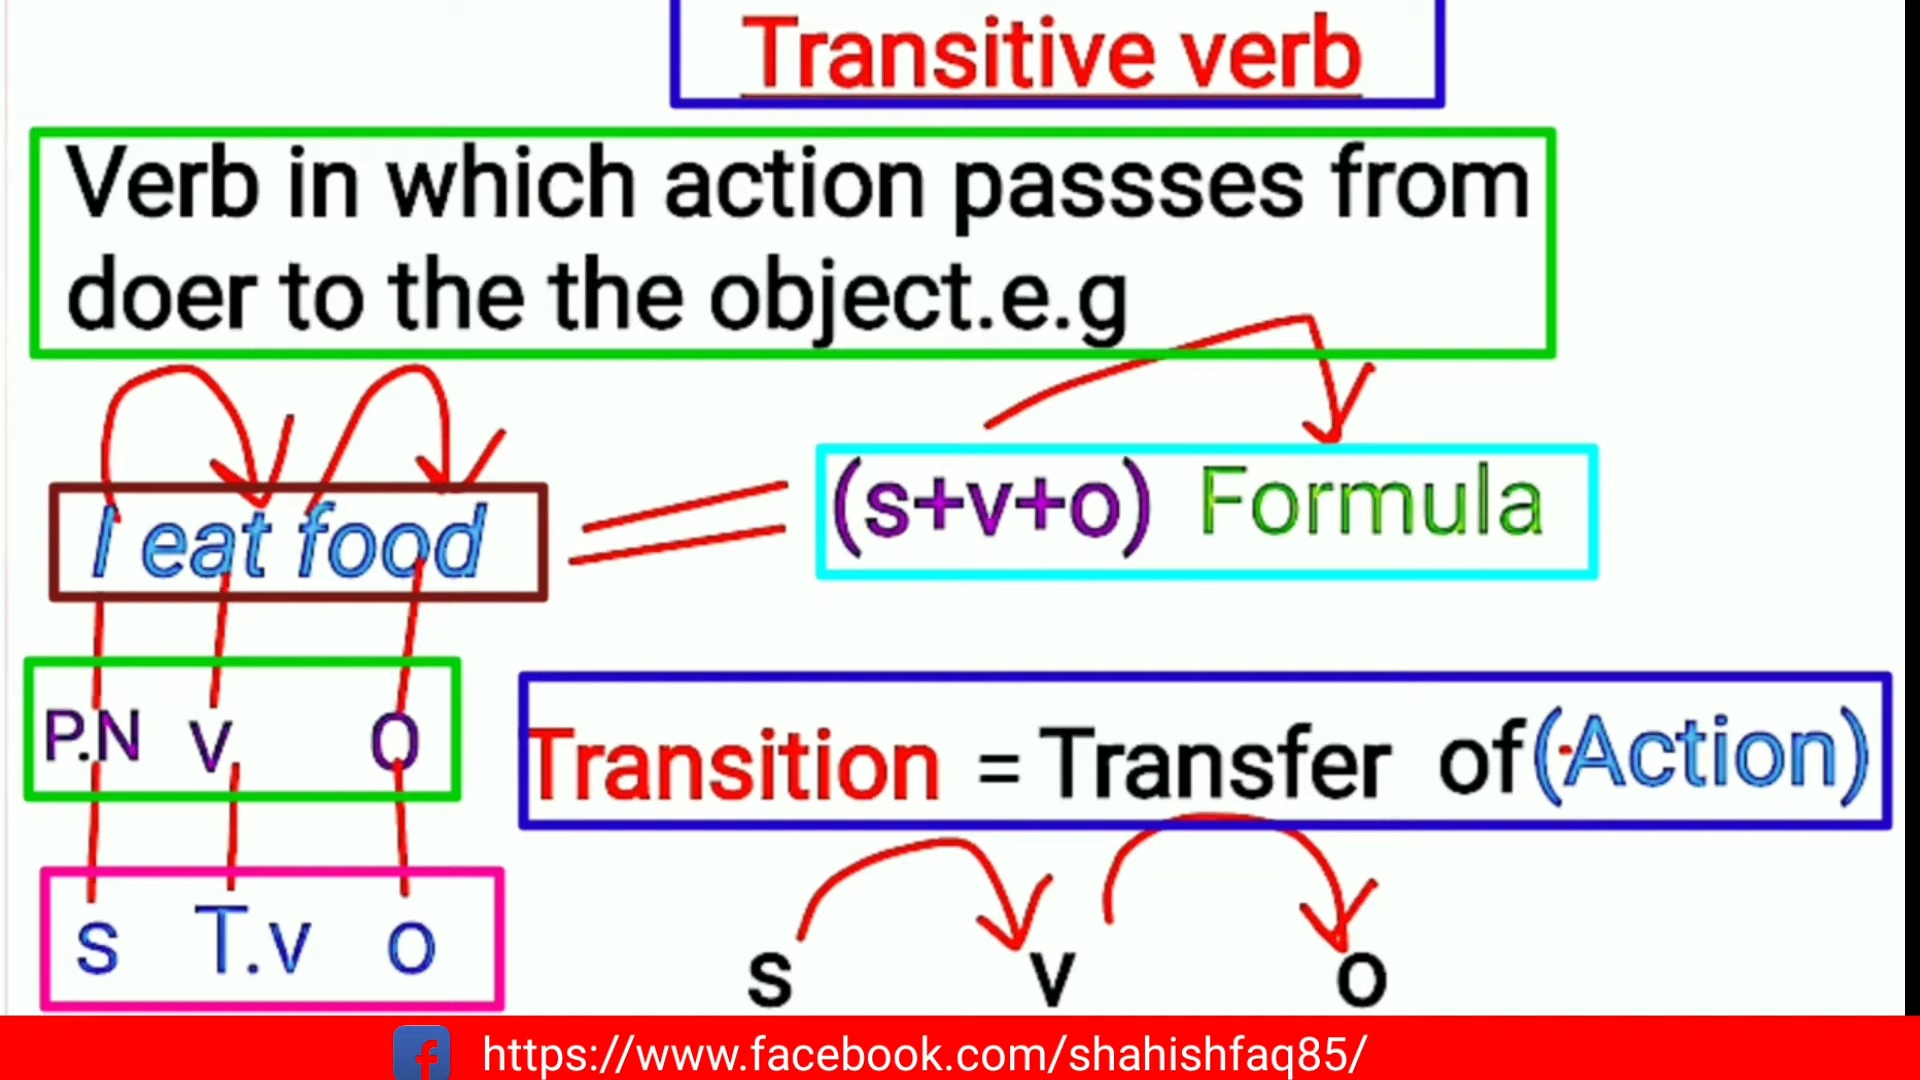 Transitive verb
Verb in which action passses from
doer to the the object.e.g
I eat food
(s+v+o) Formula
P.N v O
Transition = Transfer of (Action)
s T.v o
s v o
f https://www.facebook.com/shahishfaq85/